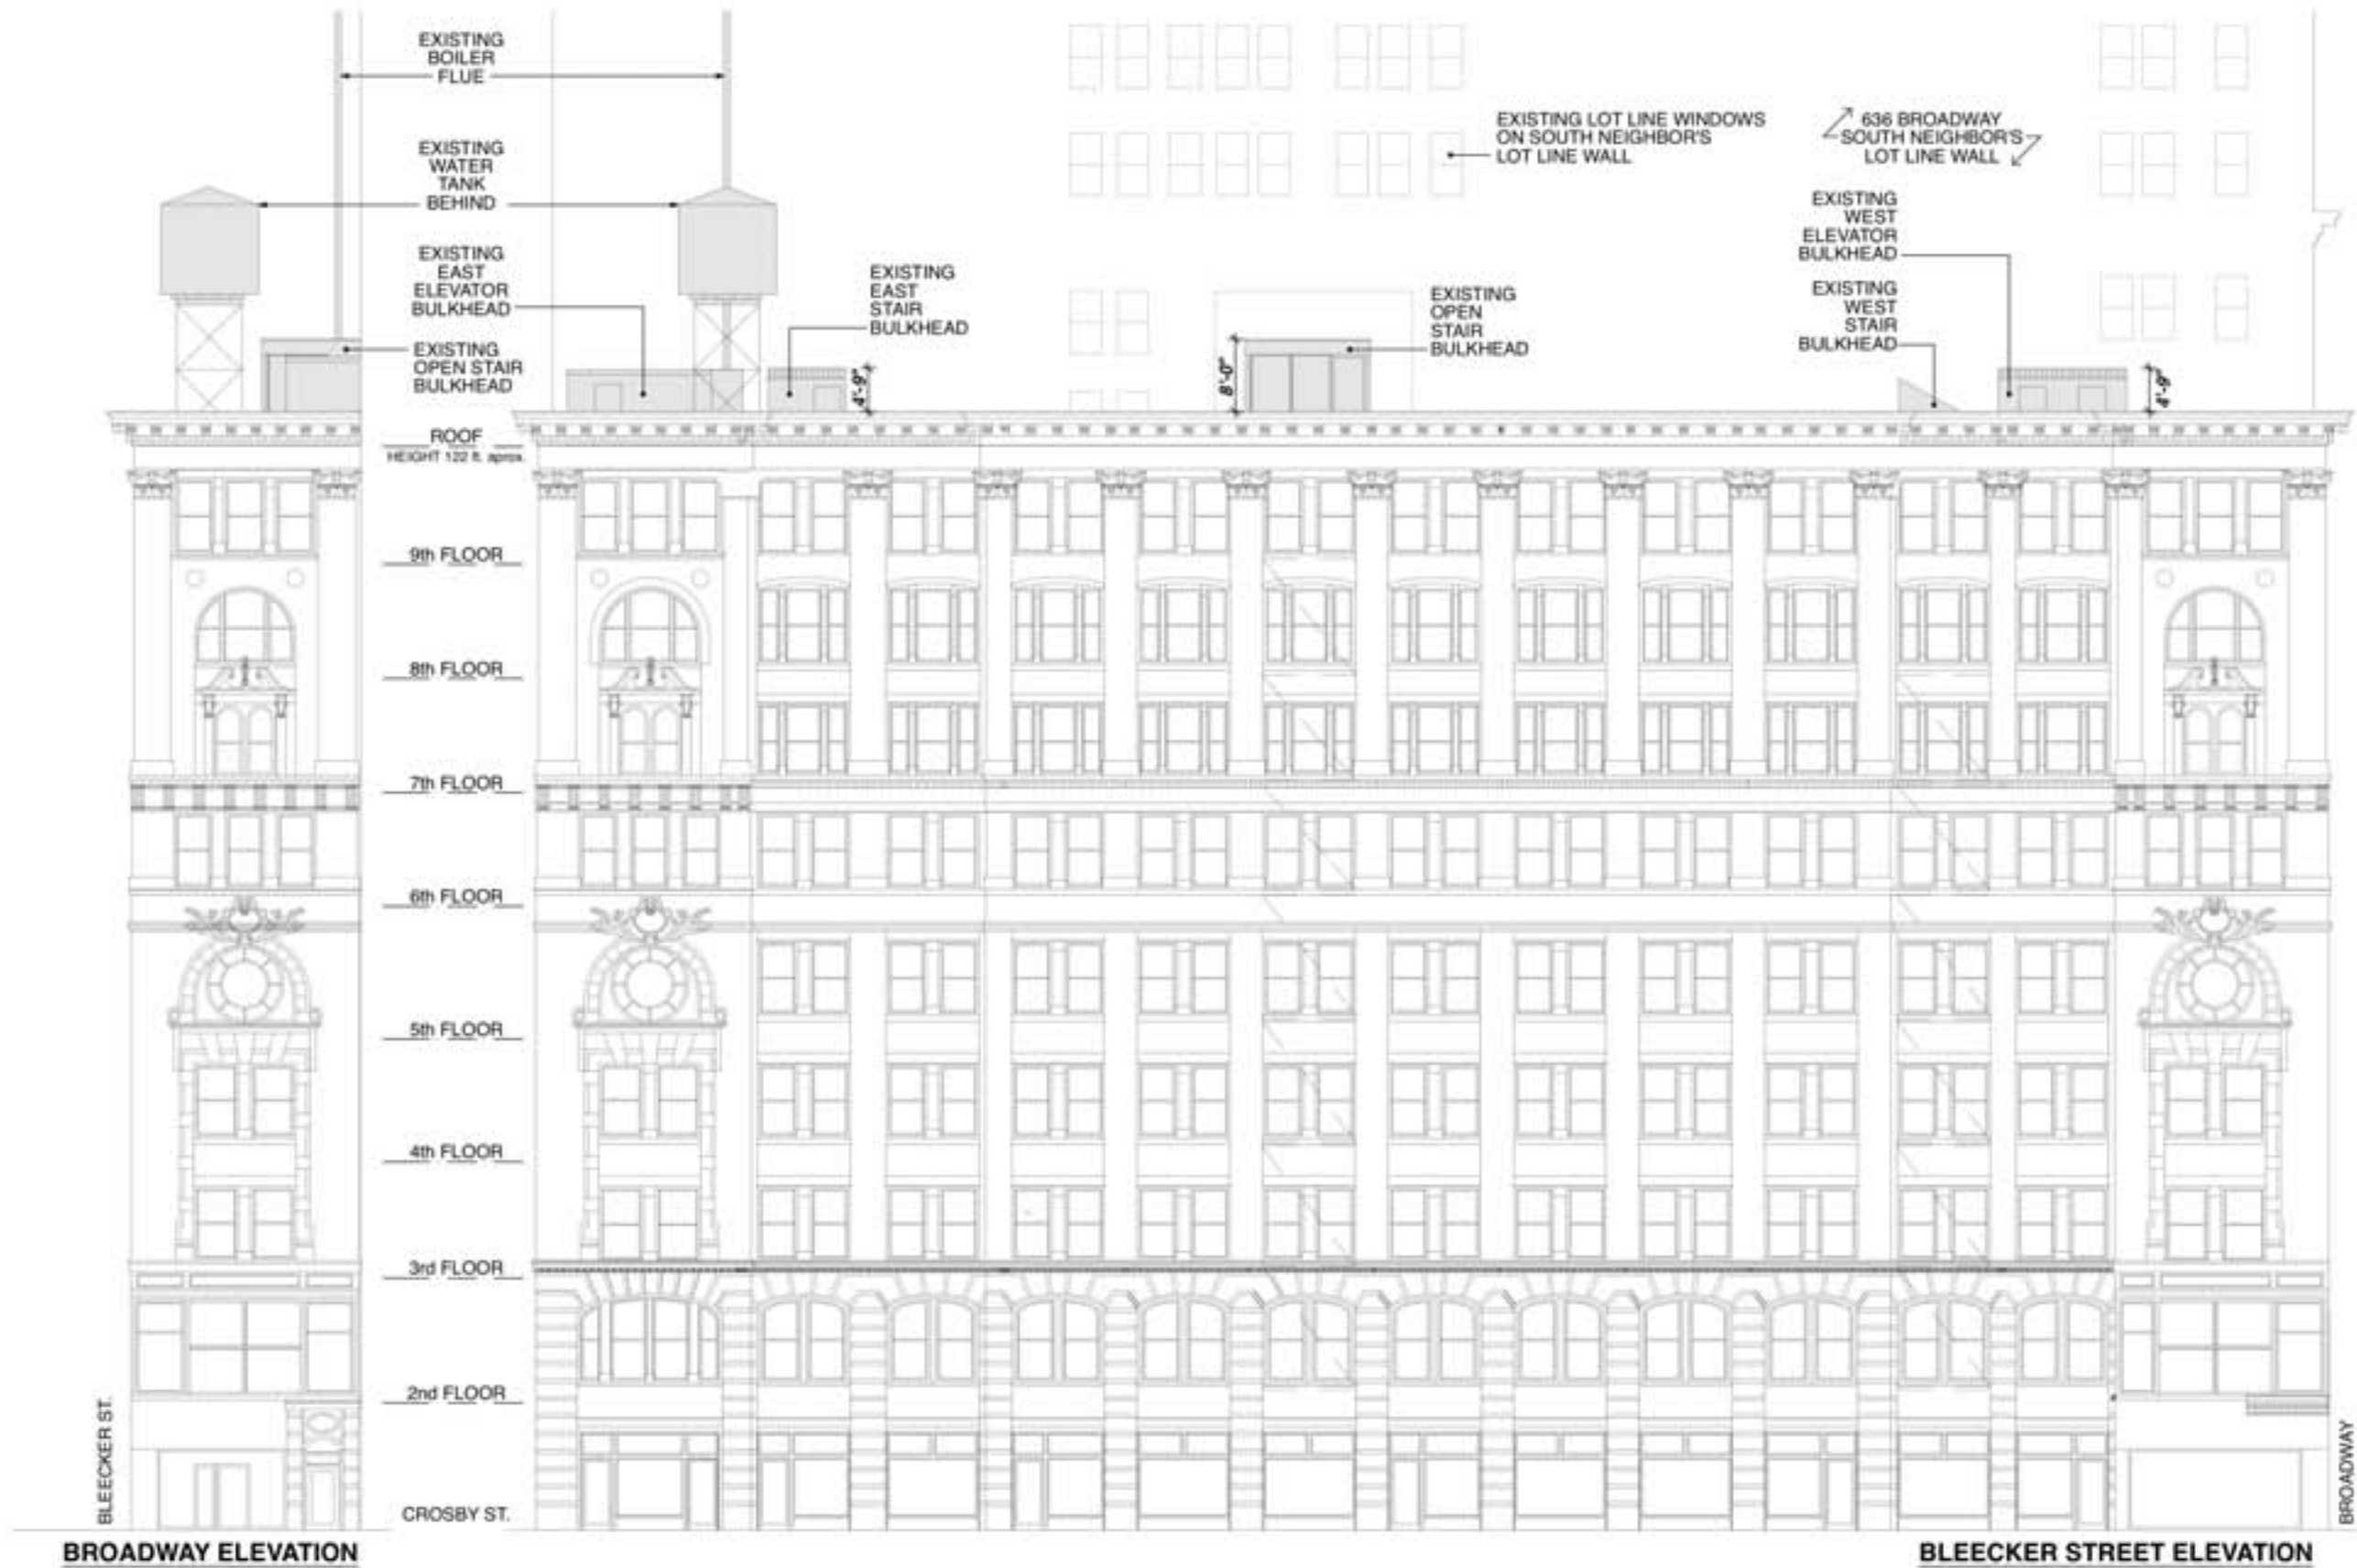 EXISTING
BOILER
FLUE
EXISTING
WATER
TANK
BEHIND
EXISTING
EAST
ELEVATOR
BULKHEAD
EXISTING
OPEN STAIR
BULKHEAD
EXISTING
EAST
STAIR
BULKHEAD
4'-9"
8'-0"
EXISTING
OPEN
STAIR
BULKHEAD
EXISTING LOT LINE WINDOWS
ON SOUTH NEIGHBOR'S
LOT LINE WALL
636 BROADWAY
SOUTH NEIGHBOR'S
LOT LINE WALL
EXISTING
WEST
ELEVATOR
BULKHEAD
EXISTING
WEST
STAIR
BULKHEAD
4'-9"
ROOF
HEIGHT 122 ft. aprox.
9th FLOOR
8th FLOOR
7th FLOOR
6th FLOOR
5th FLOOR
4th FLOOR
3rd FLOOR
2nd FLOOR
BLEECKER ST.
CROSBY ST.
BROADWAY
BROADWAY ELEVATION
BLEECKER STREET ELEVATION